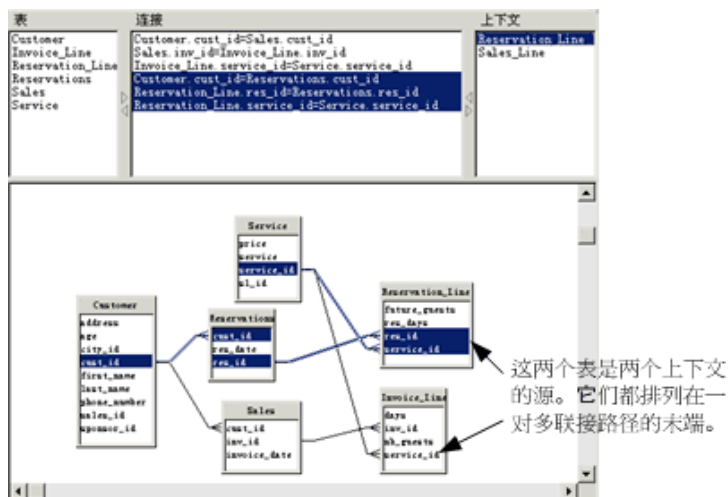 表
Customer
Invoice_Line
Reservation_Line
Reservations
Sales
Service
连接
Customer.cust_id=Sales.cust_id
Sales.inv_id=Invoice_Line.inv_id
Invoice_Line.service_id=Service.service_id
Customer.cust_id=Reservations.cust_id
Reservation_Line.res_id=Reservations.res_id
Reservation_Line.service_id=Service.service_id
上下文
Reservation_Line
Sales_Line
Service
price
service
service_id
sl_id
Customer
address
age
city_id
cust_id
first_name
last_name
phone_number
sales_id
sponsor_id
Reservations
cust_id
res_date
res_id
Sales
cust_id
inv_id
invoice_date
Reservation_Line
future_guests
res_days
res_id
service_id
Invoice_Line
days
inv_id
nb_guests
service_id
这两个表是两个上下文
的源。它们都排列在一
对多联接路径的末端。